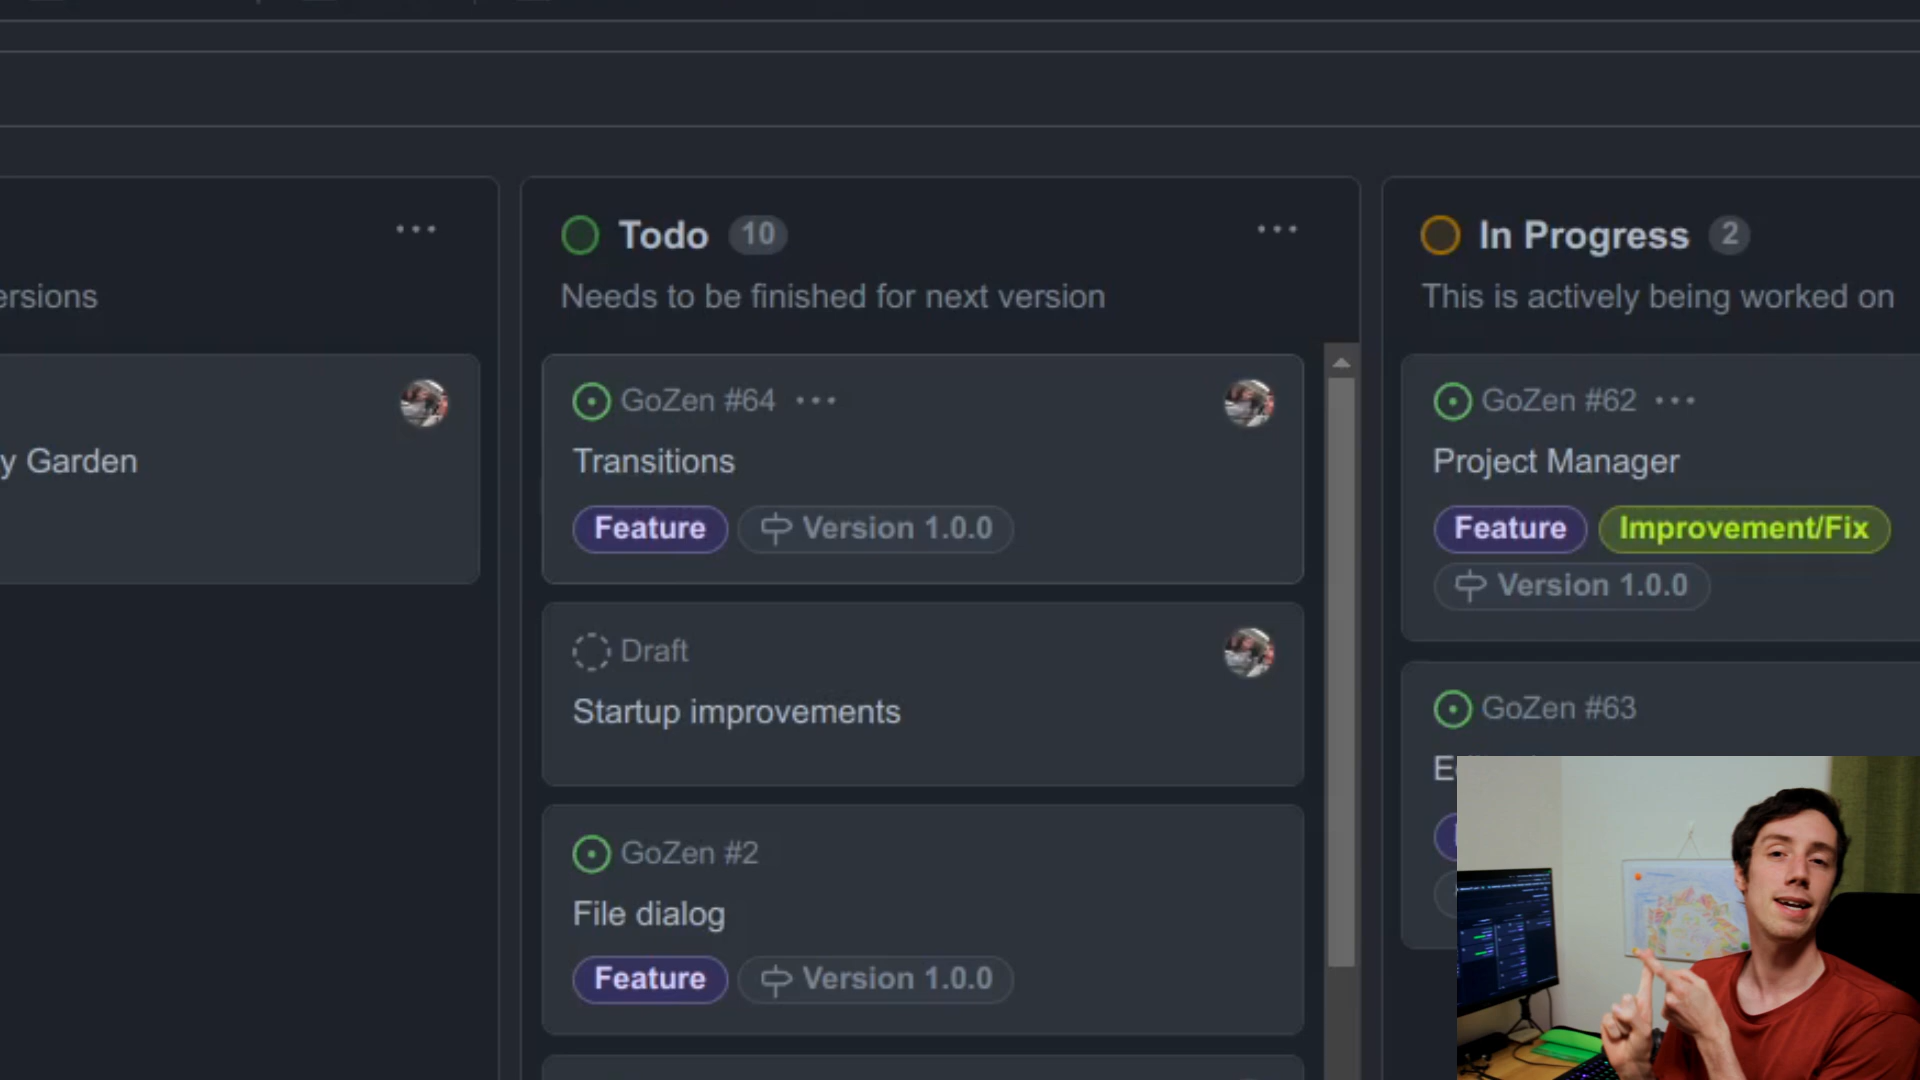 ersions
y Garden
Todo 10
Needs to be finished for next version
GoZen #64
Transitions
Feature
Version 1.0.0
Draft
Startup improvements
GoZen #2
File dialog
Feature
Version 1.0.0
In Progress 2
This is actively being worked on
GoZen #62
Project Manager
Feature
Improvement/Fix
Version 1.0.0
GoZen #63